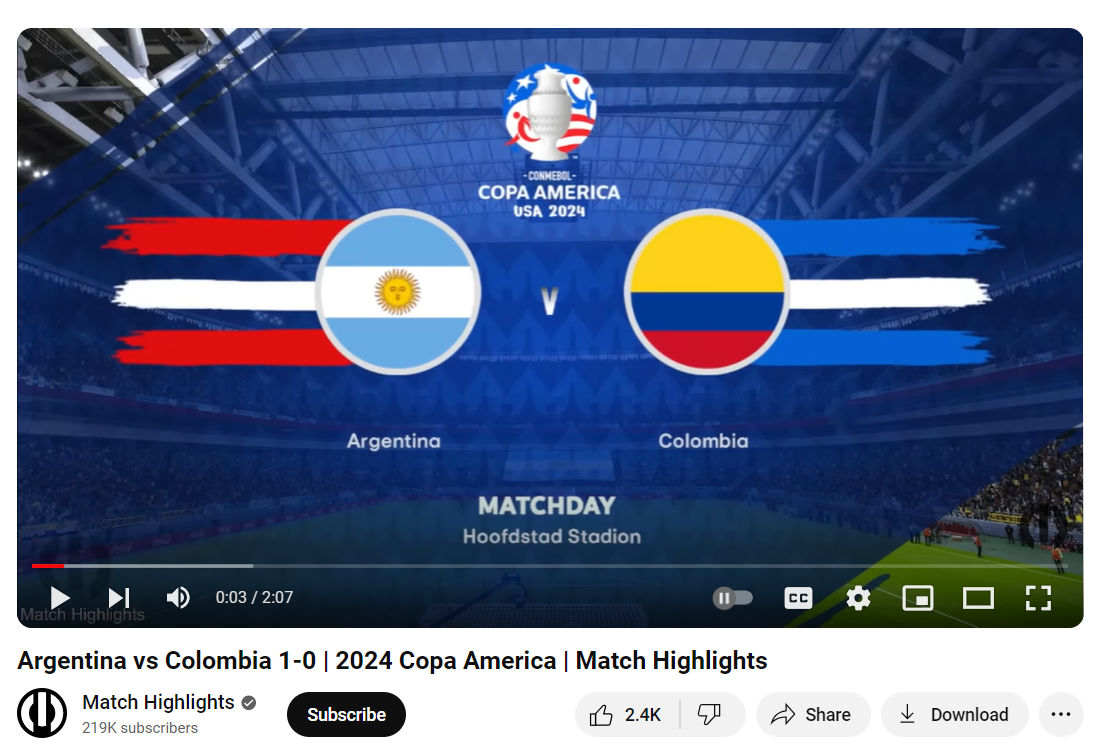 - CONMEBOL -
COPA AMERICA
USA 2024
V
Argentina
Colombia
MATCHDAY
Hoofdstad Stadion
0:03 / 2:07
CC
Match Highlights
Argentina vs Colombia 1-0 | 2024 Copa America | Match Highlights
Match Highlights
219K subscribers
Subscribe
2.4K
Share
Download